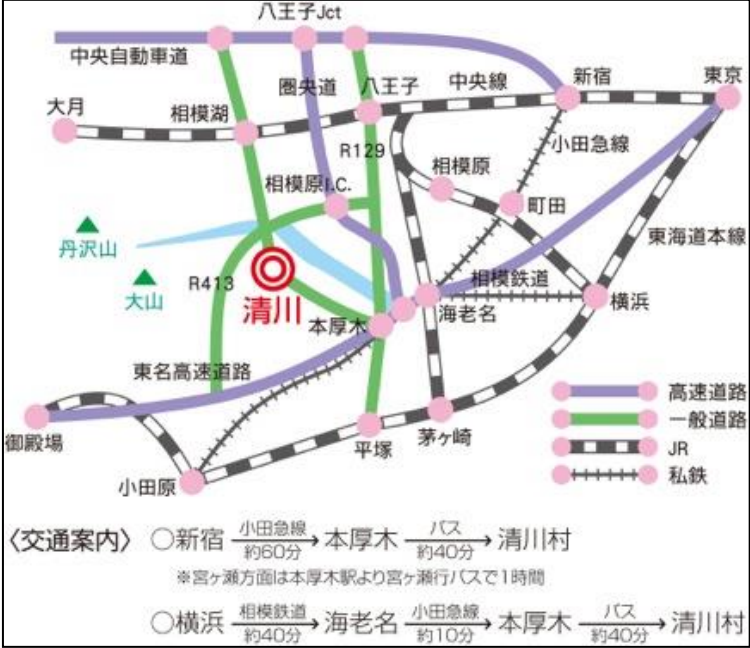 八王子Jct
中央自動車道
圏央道
八王子
中央線
新宿
東京
大月
相模湖
小田急線
R129
相模原
相模原I.C.
町田
丹沢山
東海道本線
大山
R413
相模鉄道
清川
海老名
横浜
本厚木
東名高速道路
高速道路
一般道路
御殿場
茅ヶ崎
平塚
JR
小田原
私鉄
〈交通案内〉 ○新宿 小田急線 約60分 本厚木 バス 約40分 清川村
※宮ヶ瀬方面は本厚木駅より宮ヶ瀬行バスで1時間
○横浜 相模鉄道 約40分 海老名 小田急線 約10分 本厚木 バス 約40分 清川村